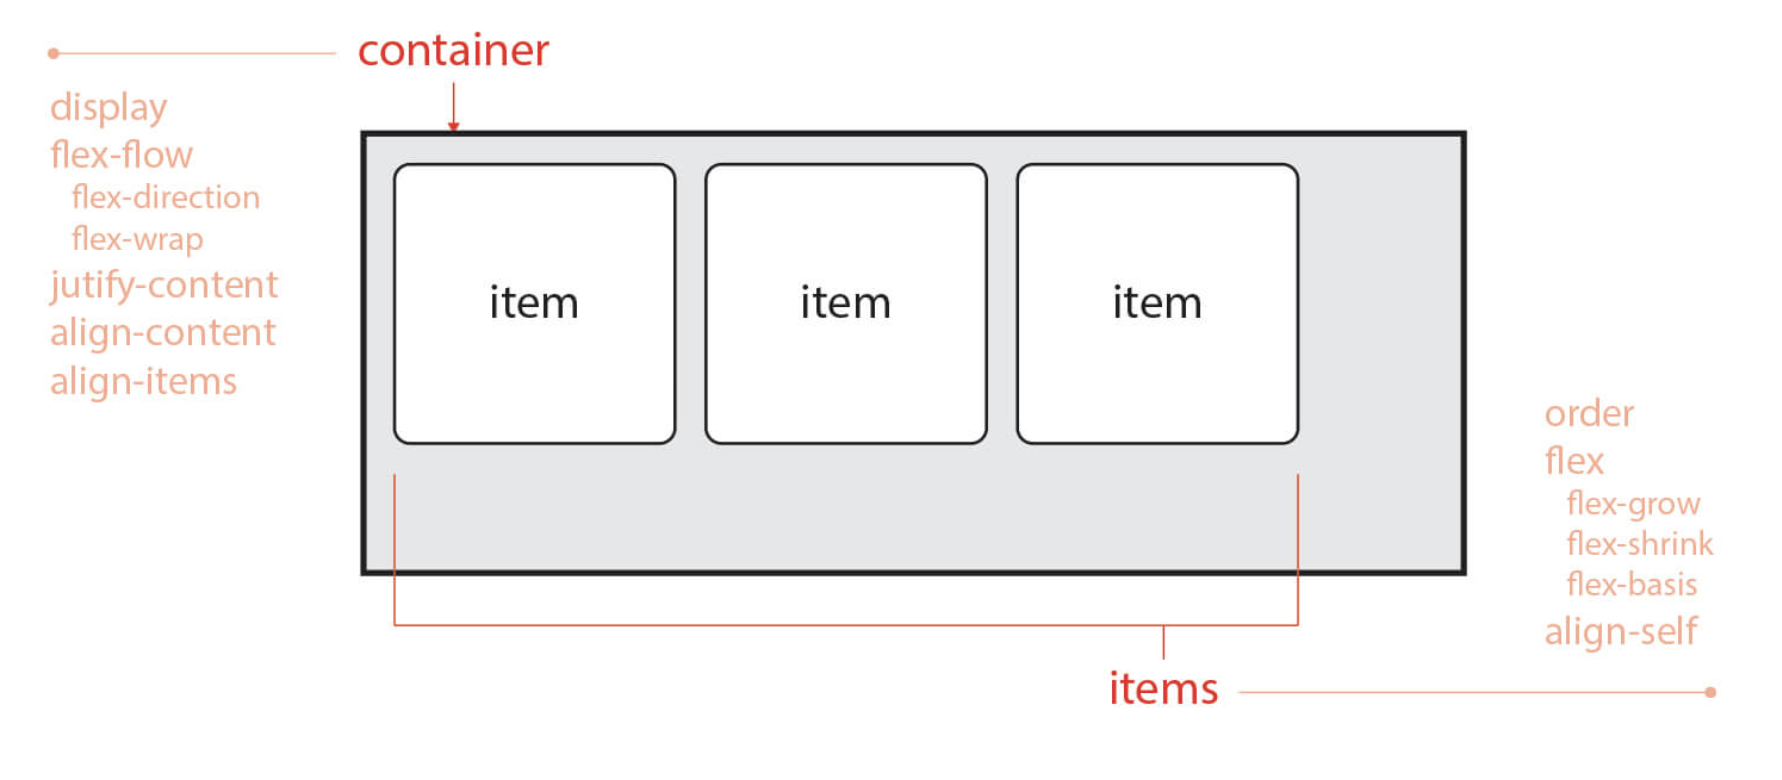 container
display
flex-flow
flex-direction
flex-wrap
jutify-content
align-content
align-items
item item item
order
flex
flex-grow
flex-shrink
flex-basis
align-self
items